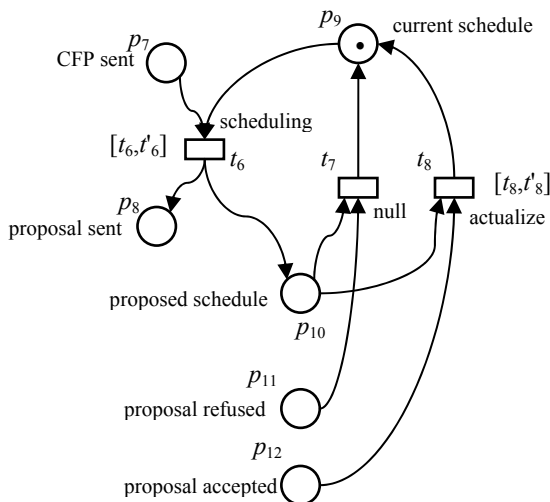 p9
current schedule
p7
CFP sent
scheduling
[t6,t'6]
t6
t7
t8
[t8,t'8]
null
actualize
p8
proposal sent
proposed schedule
p10
p11
proposal refused
p12
proposal accepted